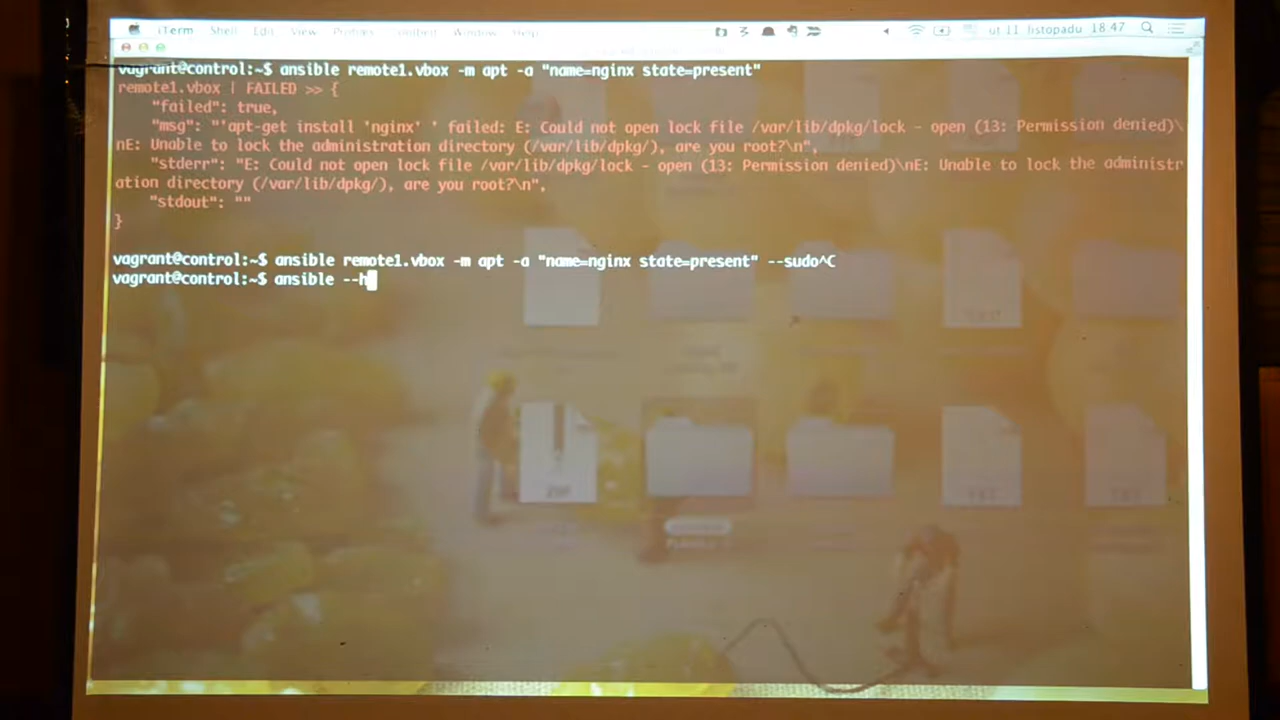 iTerm Shell Edit View Profiles Toolbelt Window Help út 11 listopadu 18:47
vagrant@control:~$ ansible remote1.vbox -m apt -a "name=nginx state=present"
remote1.vbox | FAILED >> {
"failed": true,
"msg": "'apt-get install 'nginx' ' failed: E: Could not open lock file /var/lib/dpkg/lock - open (13: Permission denied)\
nE: Unable to lock the administration directory (/var/lib/dpkg/), are you root?\n",
"stderr": "E: Could not open lock file /var/lib/dpkg/lock - open (13: Permission denied)\nE: Unable to lock the administr
ation directory (/var/lib/dpkg/), are you root?\n",
"stdout": ""
}
vagrant@control:~$ ansible remote1.vbox -m apt -a "name=nginx state=present" --sudo^C
vagrant@control:~$ ansible --h
ZIP
TXT
TXT